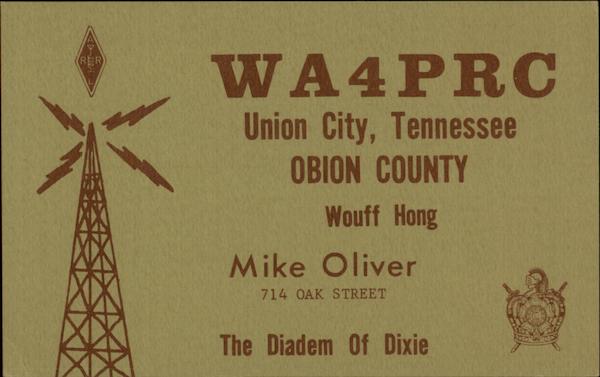 WA4PRC
Union City, Tennessee
OBION COUNTY
Wouff Hong
Mike Oliver
714 OAK STREET
The Diadem Of Dixie